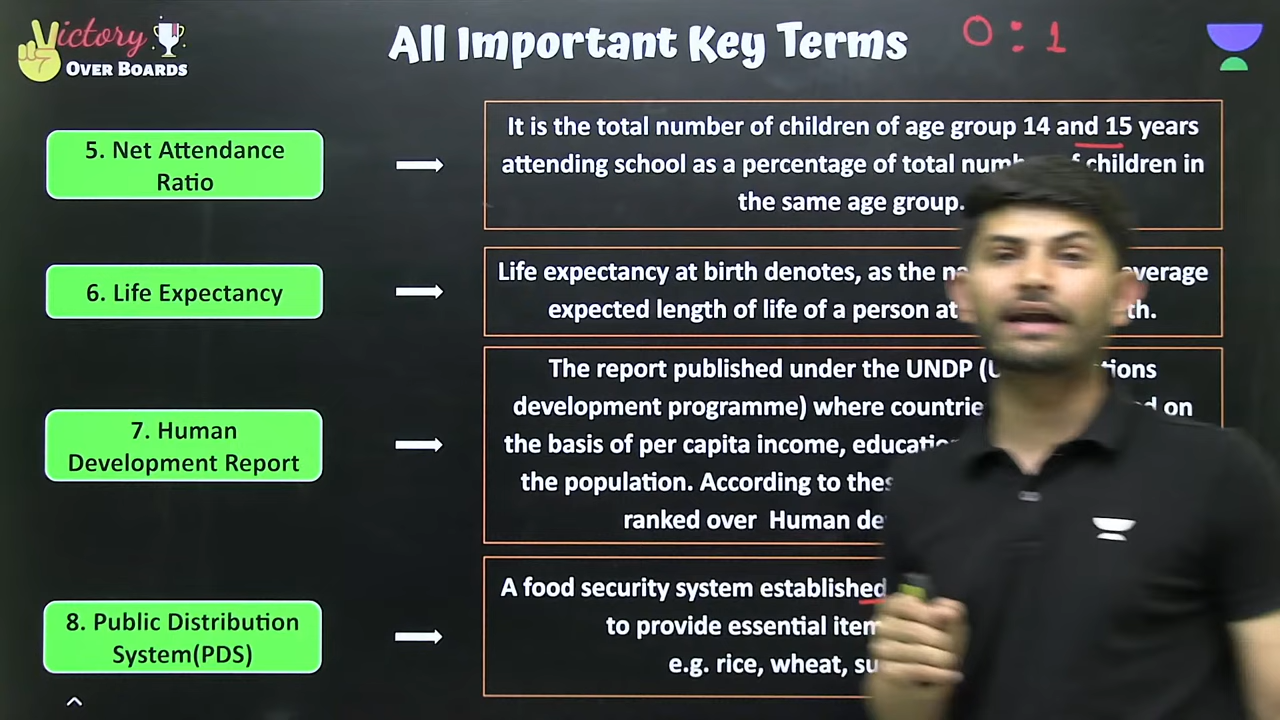 Victory
OVER BOARDS
All Important Key Terms
0 : 1
5. Net Attendance
Ratio
It is the total number of children of age group 14 and 15 years
attending school as a percentage of total number of children in
the same age group.
6. Life Expectancy
Life expectancy at birth denotes, as the average
expected length of life of a person at th.
7. Human
Development Report
The report published under the UNDP (U tions
development programme) where countrie d on
the basis of per capita income, educatio
the population. According to thes
ranked over Human de
8. Public Distribution
System(PDS)
A food security system established
to provide essential item
e.g. rice, wheat, su